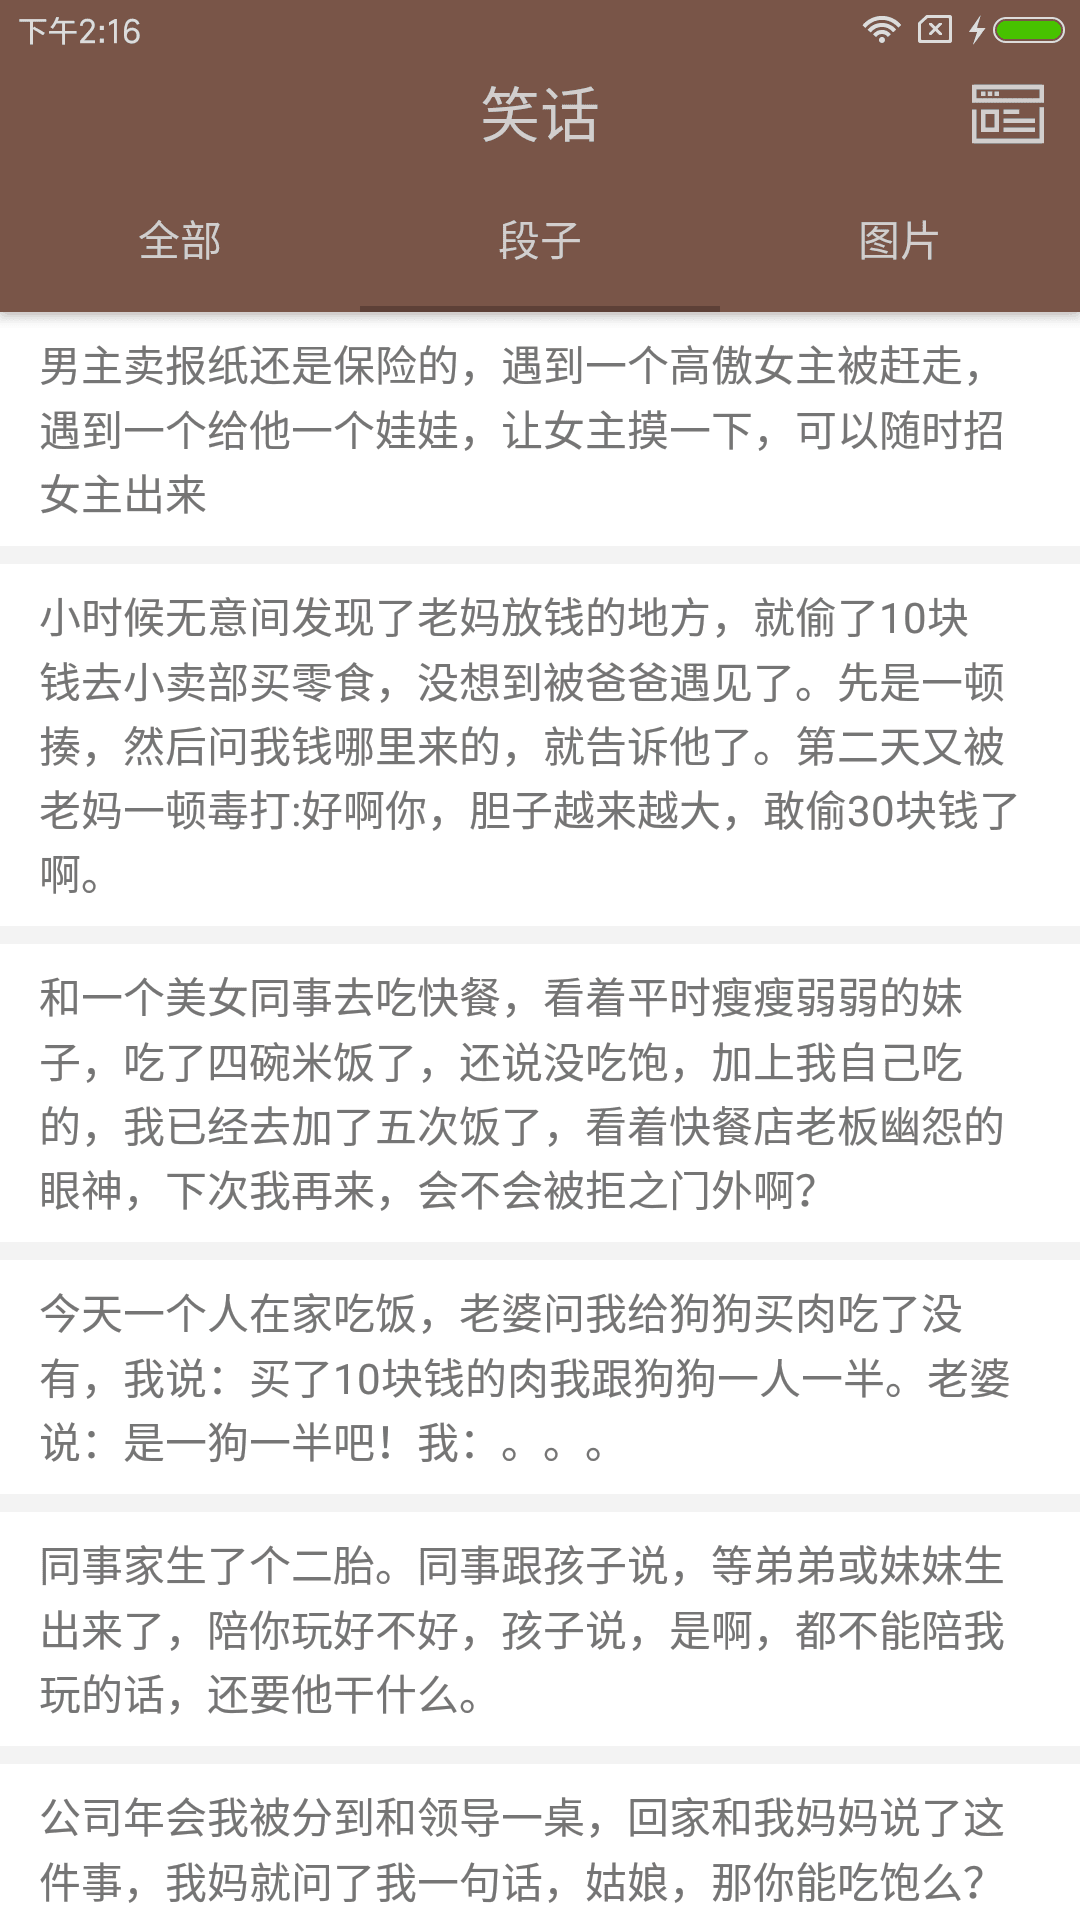 下午2:16
笑话
全部
段子
图片
男主卖报纸还是保险的，遇到一个高傲女主被赶走，
遇到一个给他一个娃娃，让女主摸一下，可以随时招
女主出来
小时候无意间发现了老妈放钱的地方，就偷了10块
钱去小卖部买零食，没想到被爸爸遇见了。先是一顿
揍，然后问我钱哪里来的，就告诉他了。第二天又被
老妈一顿毒打:好啊你，胆子越来越大，敢偷30块钱了
啊。
和一个美女同事去吃快餐，看着平时瘦瘦弱弱的妹
子，吃了四碗米饭了，还说没吃饱，加上我自己吃
的，我已经去加了五次饭了，看着快餐店老板幽怨的
眼神，下次我再来，会不会被拒之门外啊？
今天一个人在家吃饭，老婆问我给狗狗买肉吃了没
有，我说：买了10块钱的肉我跟狗狗一人一半。老婆
说：是一狗一半吧！我：。。。
同事家生了个二胎。同事跟孩子说，等弟弟或妹妹生
出来了，陪你玩好不好，孩子说，是啊，都不能陪我
玩的话，还要他干什么。
公司年会我被分到和领导一桌，回家和我妈妈说了这
件事，我妈就问了我一句话，姑娘，那你能吃饱么？